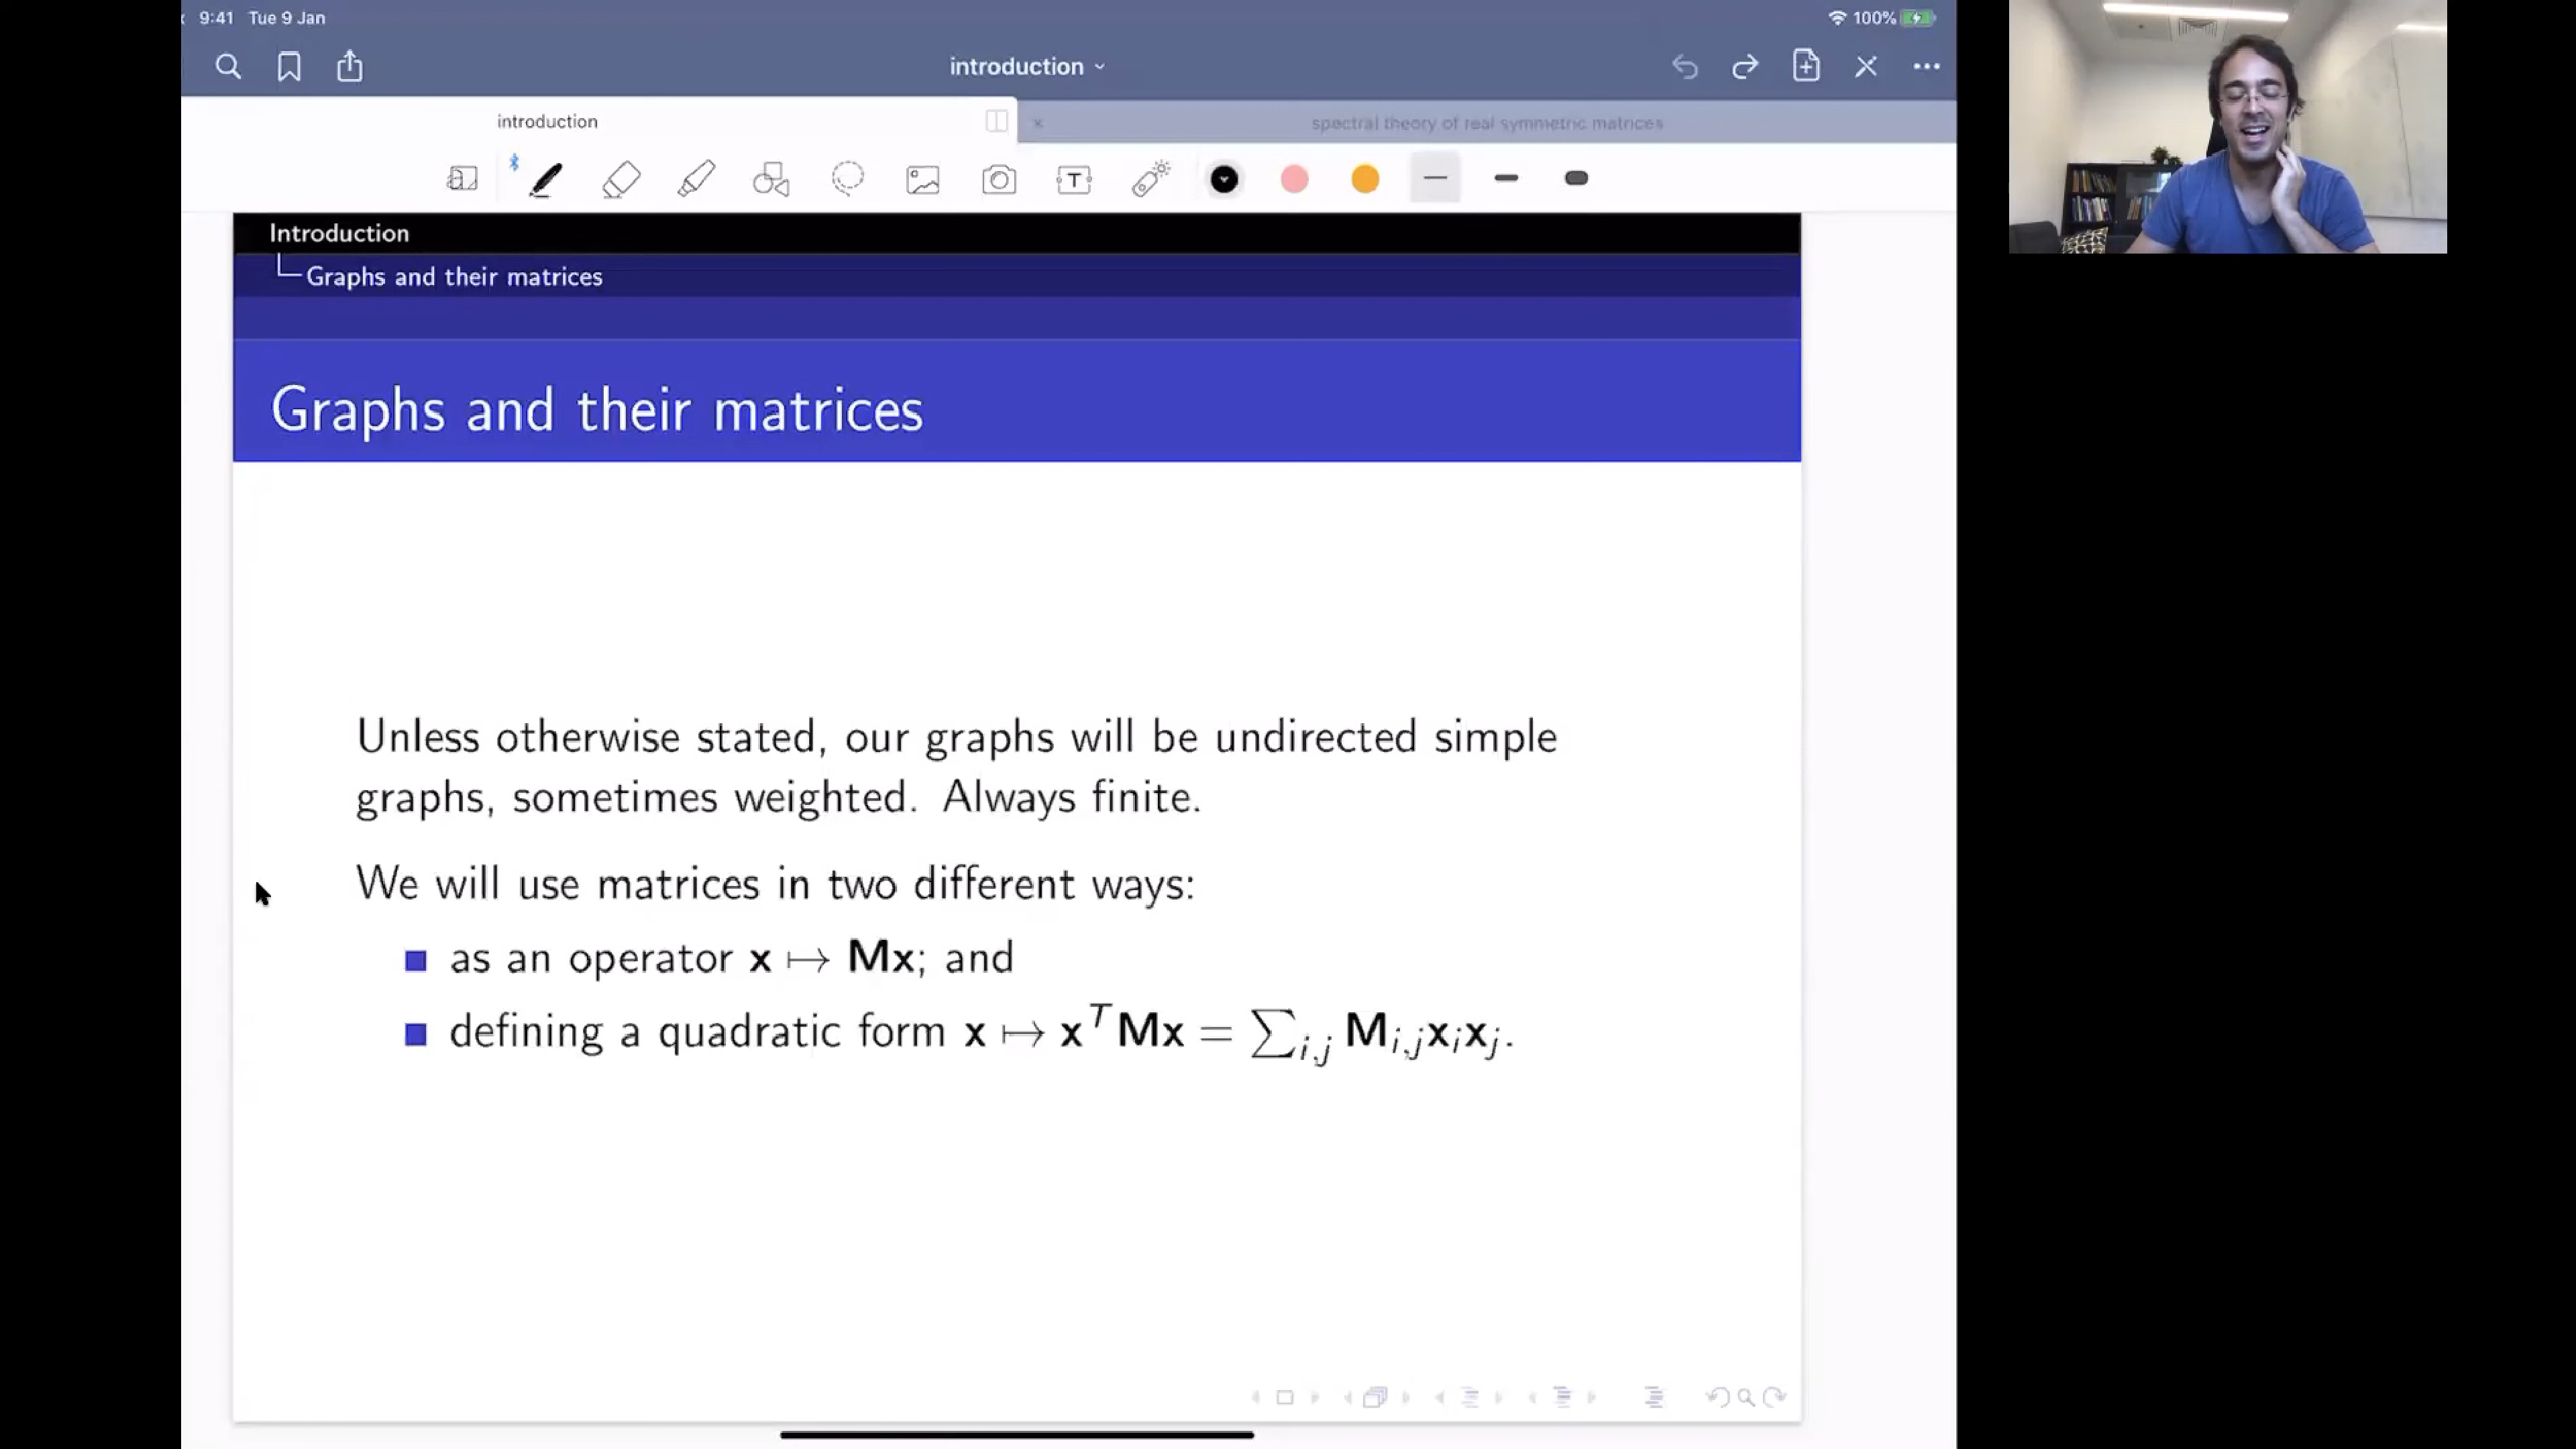 9:41 Tue 9 Jan
100%
introduction
introduction
spectral theory of real symmetric matrices
Introduction
Graphs and their matrices
Graphs and their matrices
Unless otherwise stated, our graphs will be undirected simple
graphs, sometimes weighted. Always finite.
We will use matrices in two different ways:
as an operator x ↦ Mx; and
defining a quadratic form x ↦ xᵀMx = ∑i,j Mi,jxixj.